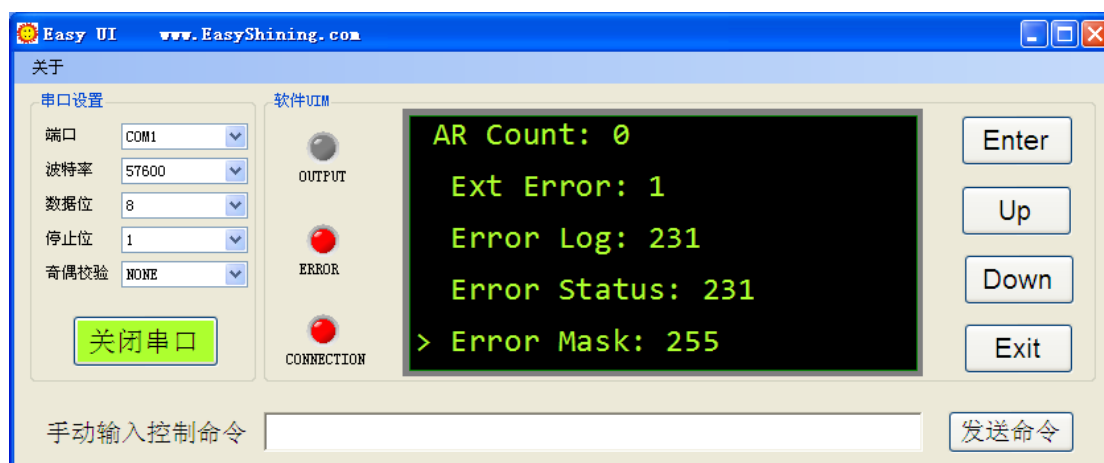 Easy UI www.EasyShining.com
关于
串口设置
端口 COM1
波特率 57600
数据位 8
停止位 1
奇偶校验 NONE
关闭串口
软件UIM
OUTPUT
ERROR
CONNECTION
AR Count: 0
Ext Error: 1
Error Log: 231
Error Status: 231
> Error Mask: 255
Enter
Up
Down
Exit
手动输入控制命令
发送命令